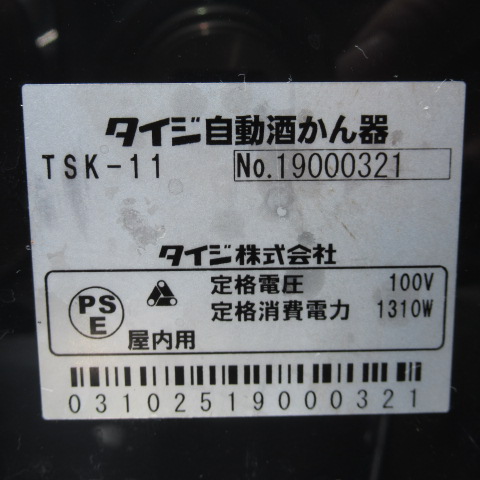 タイジ自動酒かん器
TSK-11 No.19000321
タイジ株式会社
PS
E
定格電圧 100V
定格消費電力 1310W
屋内用
03102519000321